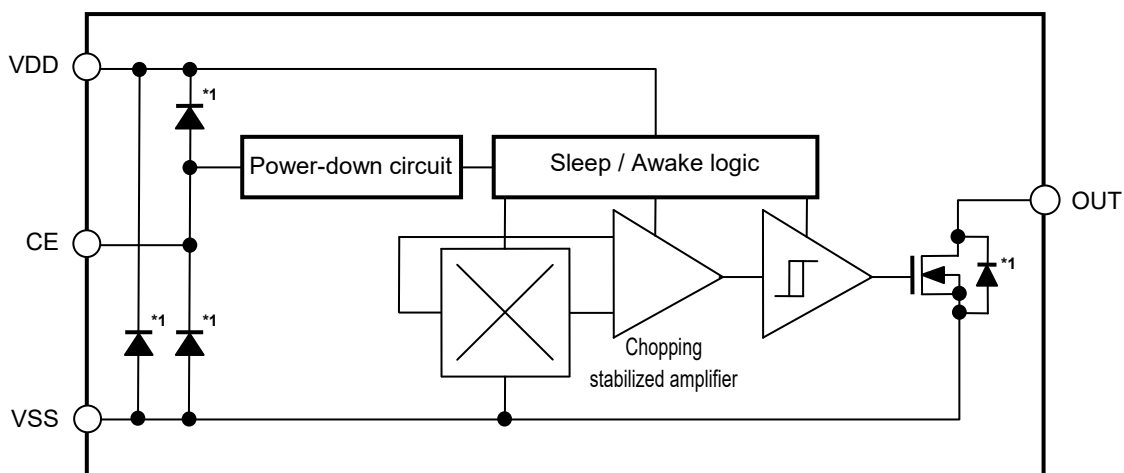 VDD
*1
Power-down circuit
Sleep / Awake logic
OUT
CE
*1
*1
*1
Chopping
stabilized amplifier
VSS